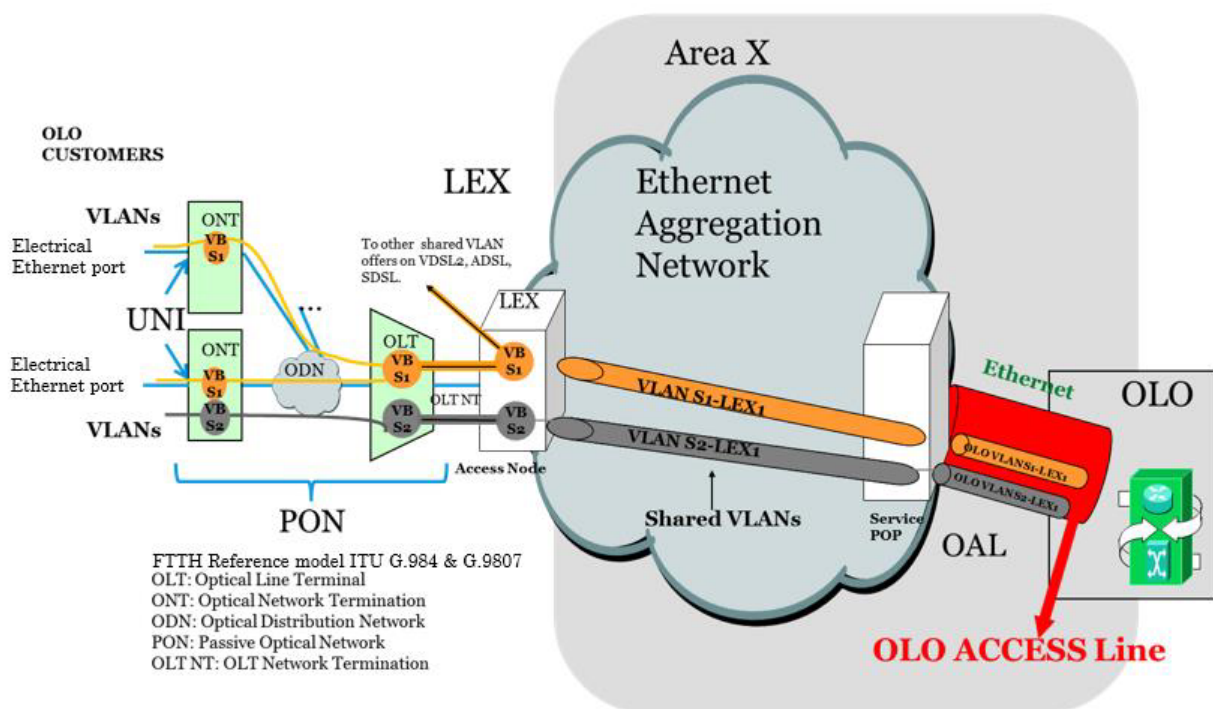 Area X
OLO
CUSTOMERS
LEX
Ethernet
Aggregation
Network
VLANs
ONT
VB
S1
Electrical
Ethernet port
To other shared VLAN
offers on VDSL2, ADSL,
SDSL.
LEX
...
UNI
OLT
ONT
ODN
VB
S1
VB
S1
VB
S1
Electrical
Ethernet port
VLAN S1-LEX1
Ethernet
OLO
OLT NT
VB
S2
VB
S2
VB
S2
VLANs
VLAN S2-LEX1
OLO VLANS1-LEX1
OLO VLANS2-LEX1
Access Node
Shared VLANs
Service
POP
OAL
PON
FTTH Reference model ITU G.984 & G.9807
OLT: Optical Line Terminal
ONT: Optical Network Termination
ODN: Optical Distribution Network
PON: Passive Optical Network
OLT NT: OLT Network Termination
OLO ACCESS Line